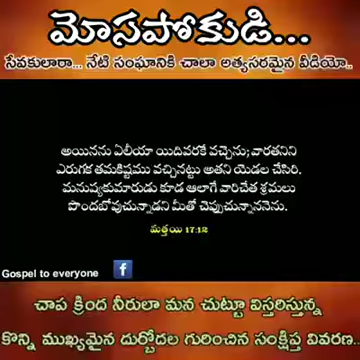 మోసపోకుడి...
సేవకులారా... నేటి సంఘానికి చాలా అత్యవసరమైన వీడియో..
అయినను ఏలీయా యిదివరకే వచ్చెను; వారతనిని
ఎరుగక తమకిష్టము వచ్చినట్టు అతని యెడల చేసిరి.
మనుష్యకుమారుడు కూడ ఆలాగే వారిచేత శ్రమలు
పొందబోవుచున్నాడని మీతో చెప్పుచున్నాననెను.
మత్తయి 17:12
Gospel to everyone f
చాప క్రింద నీరులా మన చుట్టూ విస్తరిస్తున్న
కొన్ని ముఖ్యమైన దుర్బోదల గురించిన సంక్షిప్త వివరణ..